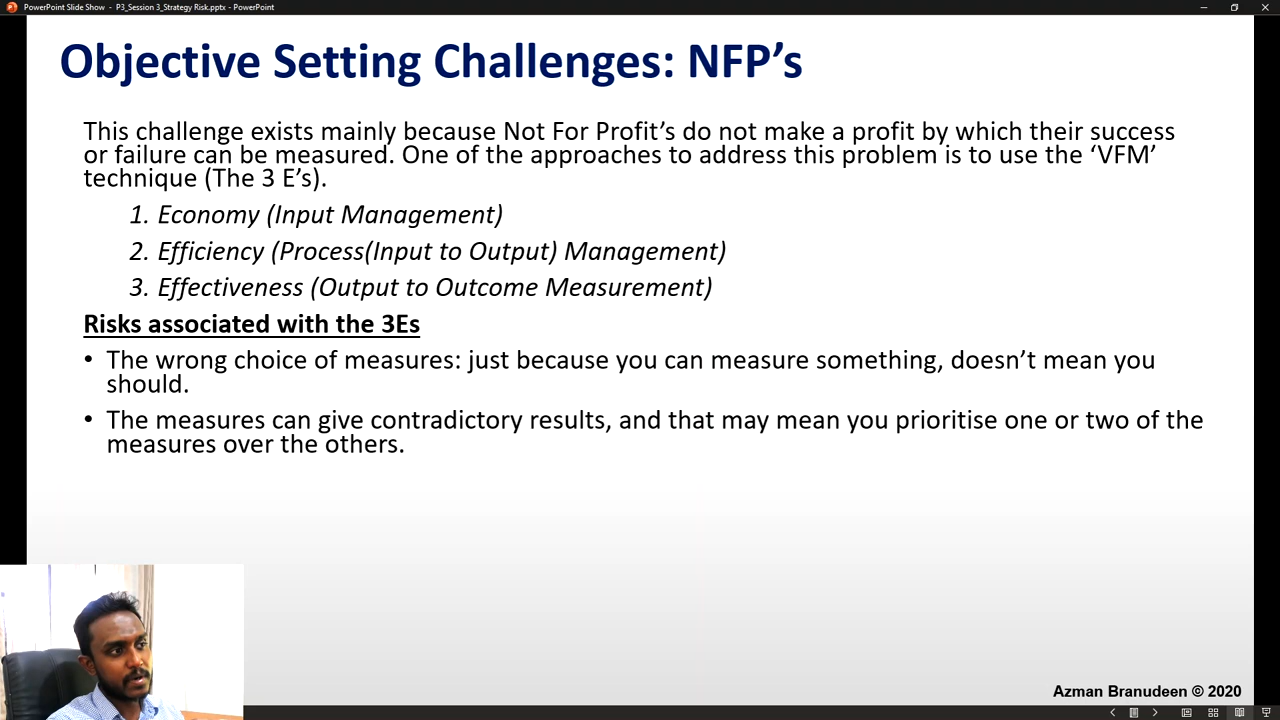 PowerPoint Slide Show - P3_Session 3_Strategy Risk.pptx - PowerPoint
Objective Setting Challenges: NFP’s
This challenge exists mainly because Not For Profit’s do not make a profit by which their success
or failure can be measured. One of the approaches to address this problem is to use the ‘VFM’
technique (The 3 E’s).
1. Economy (Input Management)
2. Efficiency (Process(Input to Output) Management)
3. Effectiveness (Output to Outcome Measurement)
Risks associated with the 3Es
• The wrong choice of measures: just because you can measure something, doesn’t mean you
should.
• The measures can give contradictory results, and that may mean you prioritise one or two of the
measures over the others.
Azman Branudeen © 2020